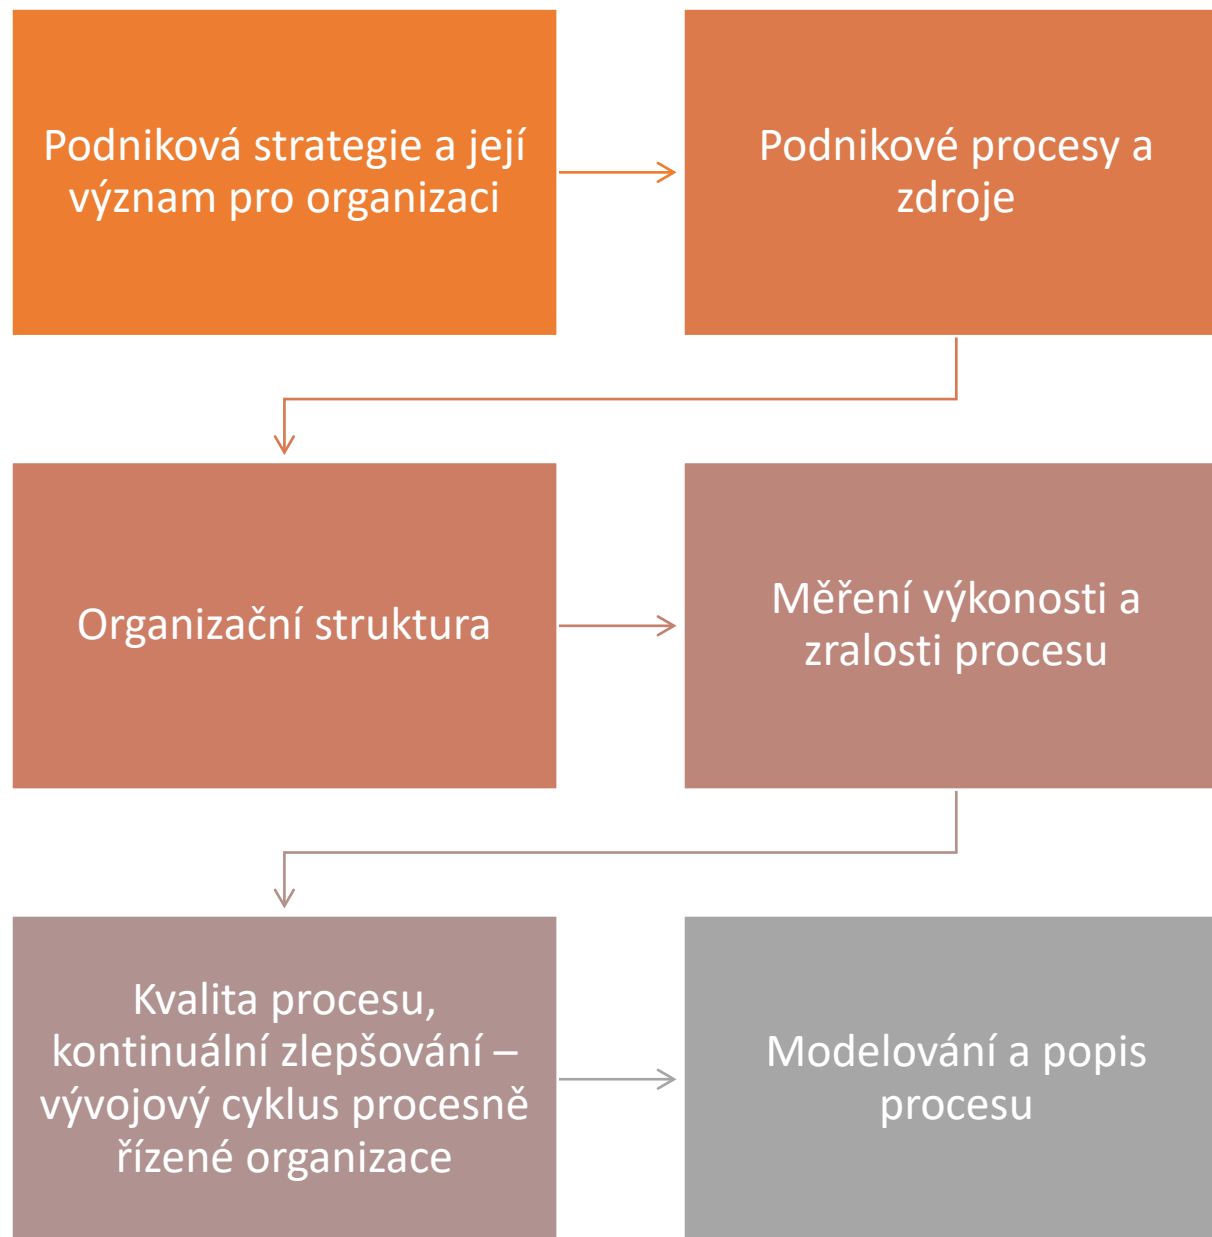 Podniková strategie a její
význam pro organizaci
Podnikové procesy a
zdroje
Organizační struktura
Měření výkonosti a
zralosti procesu
Kvalita procesu,
kontinuální zlepšování –
vývojový cyklus procesně
řízené organizace
Modelování a popis
procesu